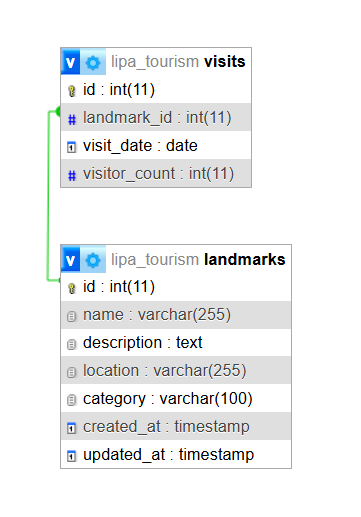 v lipa_tourism visits
id : int(11)
# landmark_id : int(11)
visit_date : date
# visitor_count : int(11)
v lipa_tourism landmarks
id : int(11)
name : varchar(255)
description : text
location : varchar(255)
category : varchar(100)
created_at : timestamp
updated_at : timestamp